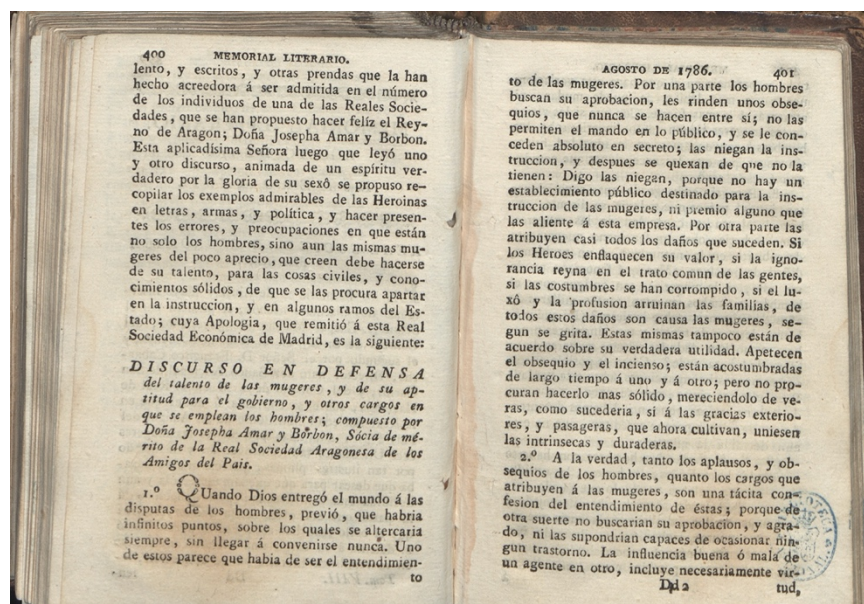 400 MEMORIAL LITERARIO.
lento, y escritos, y otras prendas que la han
hecho acreedora á ser admitida en el número
de los individuos de una de las Reales Socie-
dades, que se han propuesto hacer felíz el Rey-
no de Aragon; Doña Josepha Amar y Borbon.
Esta aplicadísima Señora luego que leyó uno
y otro discurso, animada de un espíritu ver-
dadero por la gloria de su sexô se propuso re-
copilar los exemplos admirables de las Heroinas
en letras, armas, y política, y hacer presen-
tes los errores, y preocupaciones en que están
no solo los hombres, sino aun las mismas mu-
geres del poco aprecio, que creen debe hacerse
de su talento, para las cosas civiles, y cono-
cimientos sólidos, de que se las procura apartar
en la instruccion, y en algunos ramos del Es-
tado; cuya Apologia, que remitió á esta Real
Sociedad Económica de Madrid, es la siguiente:
DISCURSO EN DEFENSA
del talento de las mugeres, y de su ap-
titud para el gobierno, y otros cargos en
que se emplean los hombres; compuesto por
Doña Josepha Amar y Borbon, Sócia de mé-
rito de la Real Sociedad Aragonesa de los
Amigos del Pais.
1.º QUando Dios entregó el mundo á las
disputas de los hombres, previó, que habria
infinitos puntos, sobre los quales se altercaria
siempre, sin llegar á convenirse nunca. Uno
de estos parece que habia de ser el entendimien-
to
AGOSTO DE 1786. 401
to de las mugeres. Por una parte los hombres
buscan su aprobacion, les rinden unos obse-
quios, que nunca se hacen entre sí; no las
permiten el mando en lo público, y se le con-
ceden absoluto en secreto; las niegan la ins-
truccion, y despues se quexan de que no la
tienen: Digo las niegan, porque no hay un
establecimiento público destinado para la ins-
truccion de las mugeres, ni premio alguno que
las aliente á esta empresa. Por otra parte las
atribuyen casi todos los daños que suceden. Si
los Heroes enflaquecen su valor, si la igno-
rancia reyna en el trato comun de las gentes,
si las costumbres se han corrompido, si el lu-
xô y la profusion arruinan las familias, de
todos estos daños son causa las mugeres, se-
gun se grita. Estas mismas tampoco están de
acuerdo sobre su verdadera utilidad. Apetecen
el obsequio y el incienso; están acostumbradas
de largo tiempo á uno y á otro; pero no pro-
curan hacerlo mas sólido, mereciendolo de ve-
ras, como sucederia, si á las gracias exterio-
res, y pasageras, que ahora cultivan, uniesen
las intrinsecas y duraderas.
2.º A la verdad, tanto los aplausos, y ob-
sequios de los hombres, quanto los cargos que
atribuyen á las mugeres, son una tácita con-
fesion del entendimiento de éstas; porque de
otra suerte no buscarian su aprobacion, y agra-
do, ni las supondrian capaces de ocasionar nin-
gun trastorno. La influencia buena ó mala de
un agente en otro, incluye necesariamente vir-
Dd 2 tud,